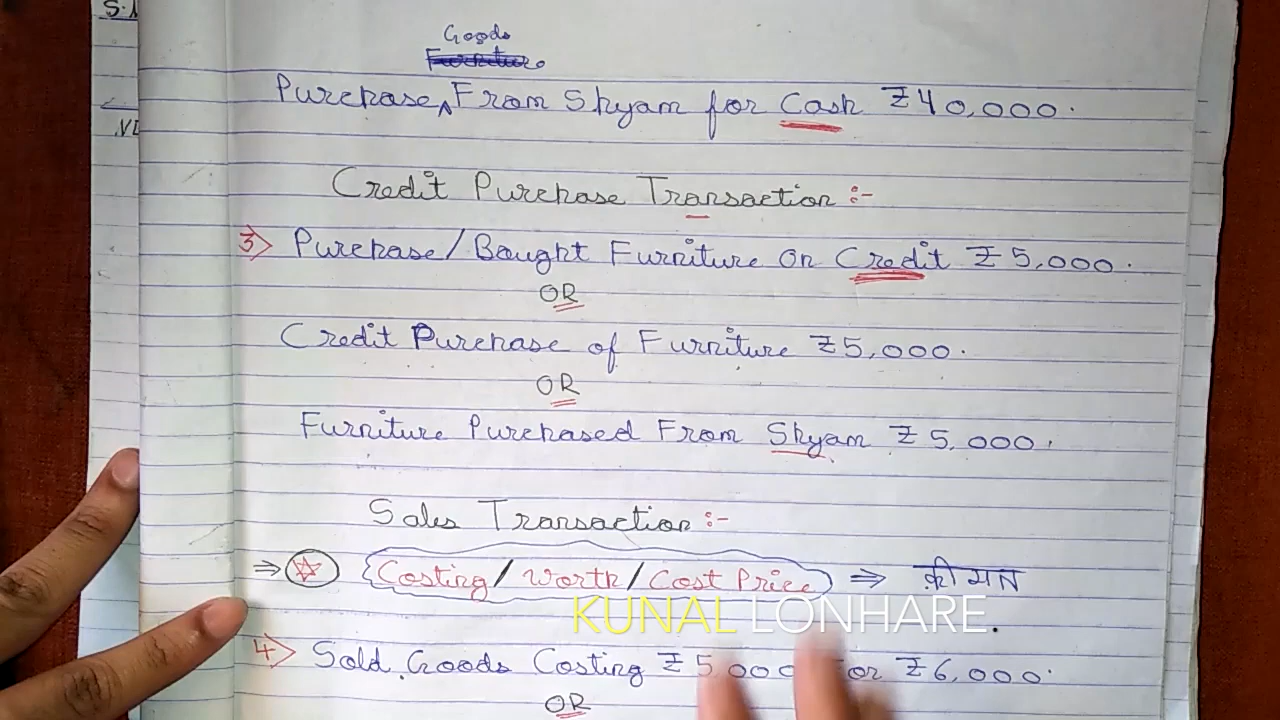 S.
Goods
Purchase ^ From Shyam for Cash ₹40,000.
Credit Purchase Transaction :-
3> Purchase/Bought Furniture on Credit ₹5,000.
OR
Credit Purchase of Furniture ₹5,000.
OR
Furniture Purchased From Shyam ₹5,000.
Sales Transaction :-
⇒ Costing/Worth/Cost Price ⇒ कीमत
KUNAL LONHARE.
4> Sold Goods Costing ₹5,000 for ₹6,000.
OR